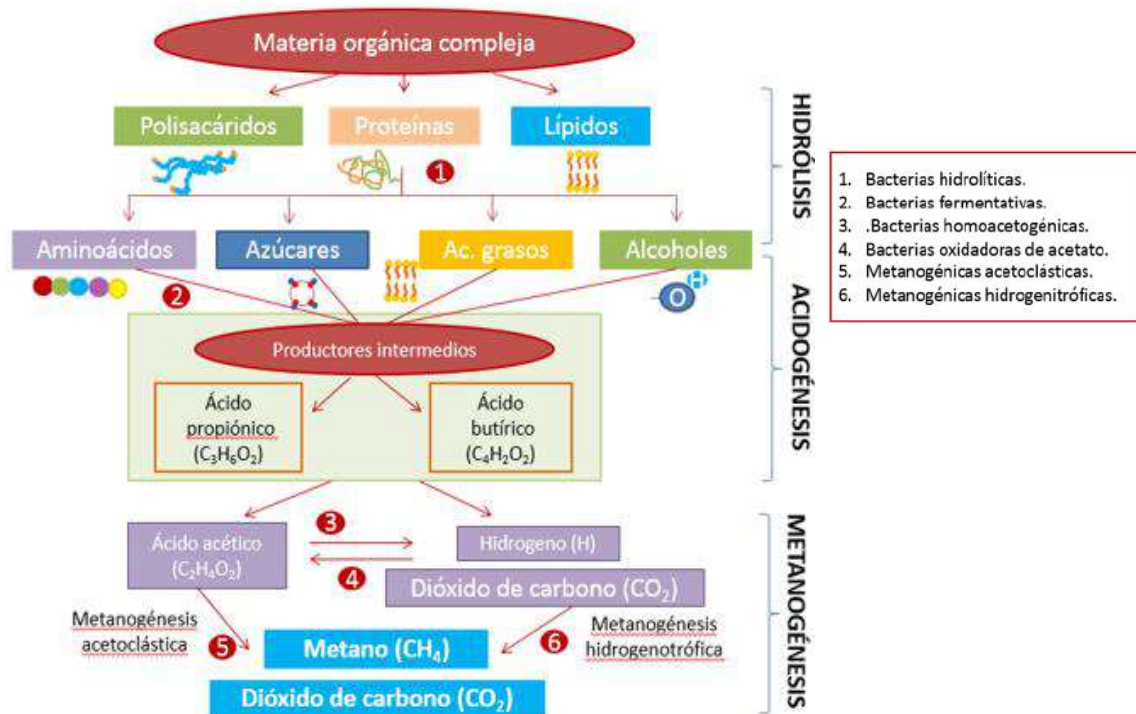 Materia orgánica compleja
Polisacáridos
Proteínas
Lípidos
1
HIDRÓLISIS
Aminoácidos
Azúcares
Ac. grasos
Alcoholes
2
O
H
Productores intermedios
Ácido
propiónico
(C₃H₆O₂)
Ácido
butírico
(C₄H₂O₂)
ACIDOGÉNESIS
Ácido acético
(C₂H₄O₂)
3
4
Hidrogeno (H)
Dióxido de carbono (CO₂)
Metanogénesis
acetoclástica
5
6
Metanogénesis
hidrogenotrófica
Metano (CH₄)
Dióxido de carbono (CO₂)
METANOGÉNESIS
1. Bacterias hidrolíticas.
2. Bacterias fermentativas.
3. .Bacterias homoacetogénicas.
4. Bacterias oxidadoras de acetato.
5. Metanogénicas acetoclásticas.
6. Metanogénicas hidrogenitróficas.